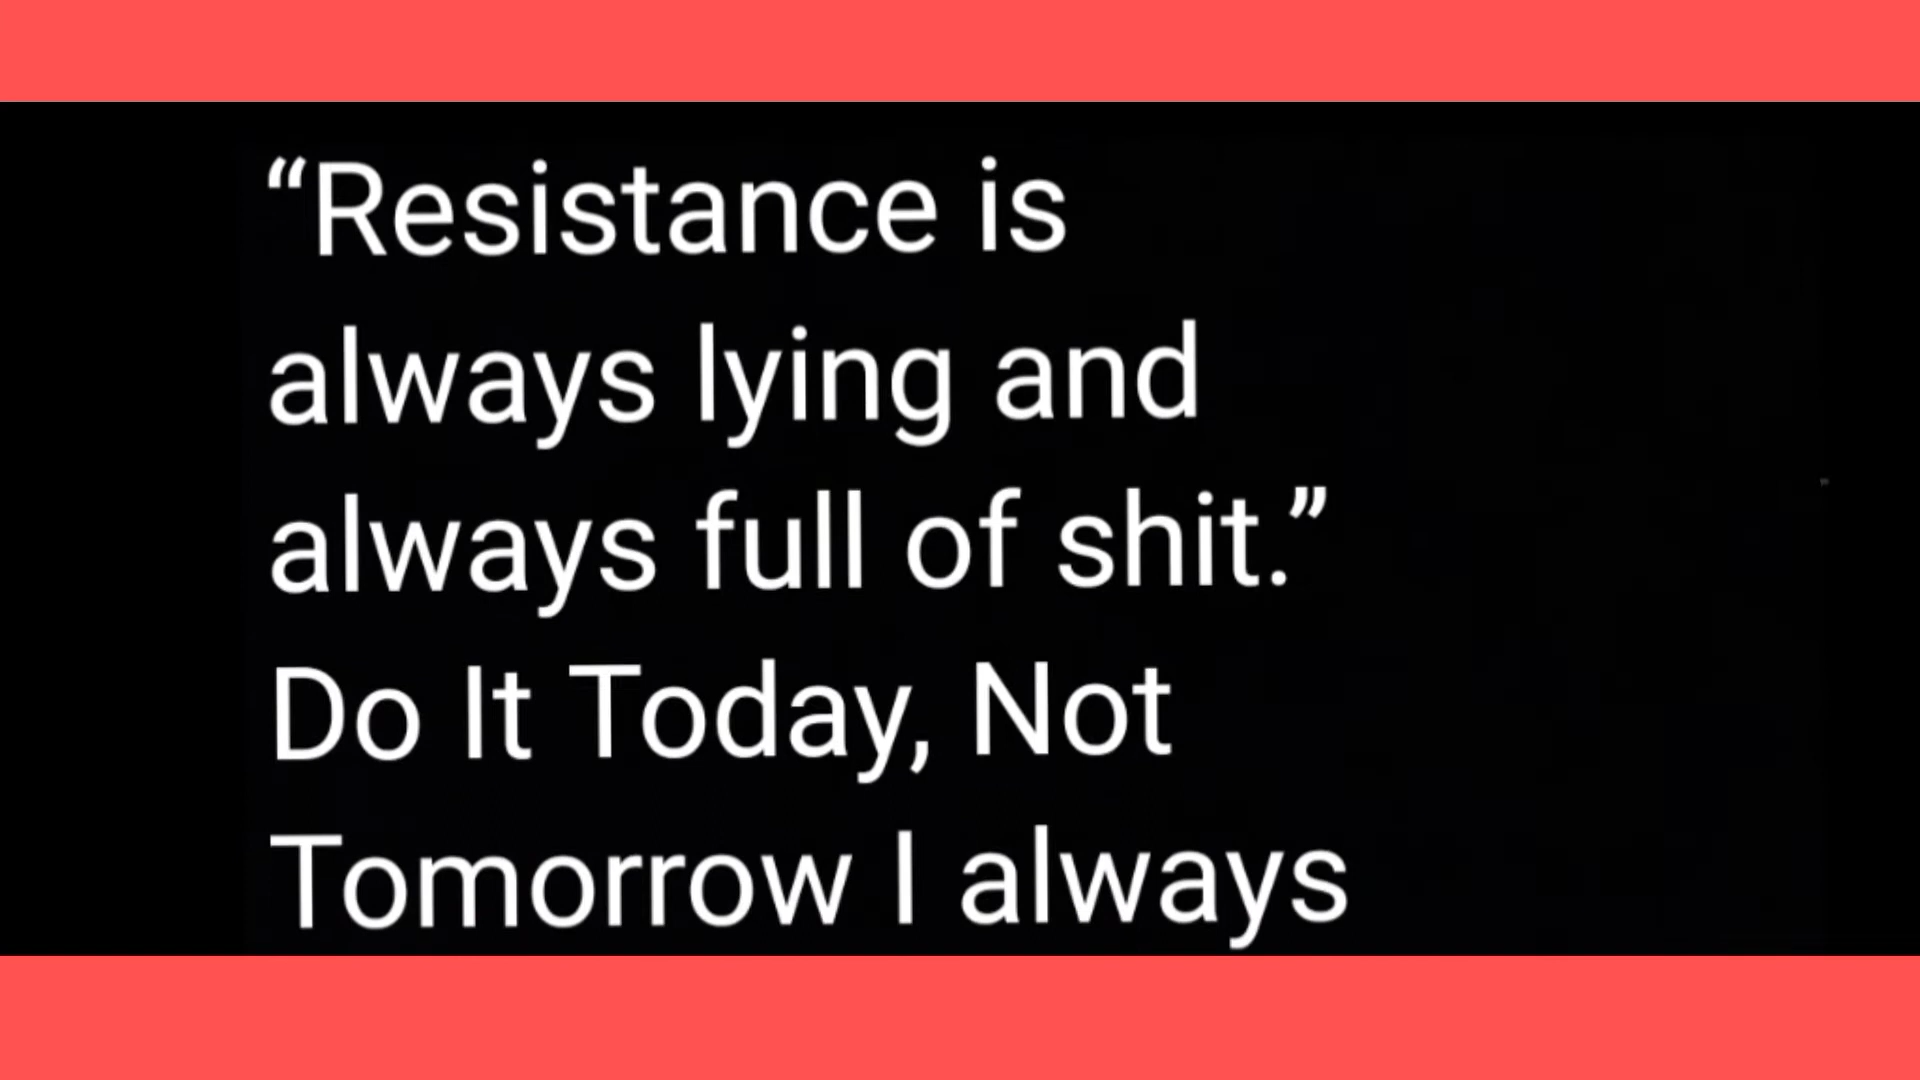 “Resistance is
always lying and
always full of shit.”
Do It Today, Not
Tomorrow I always